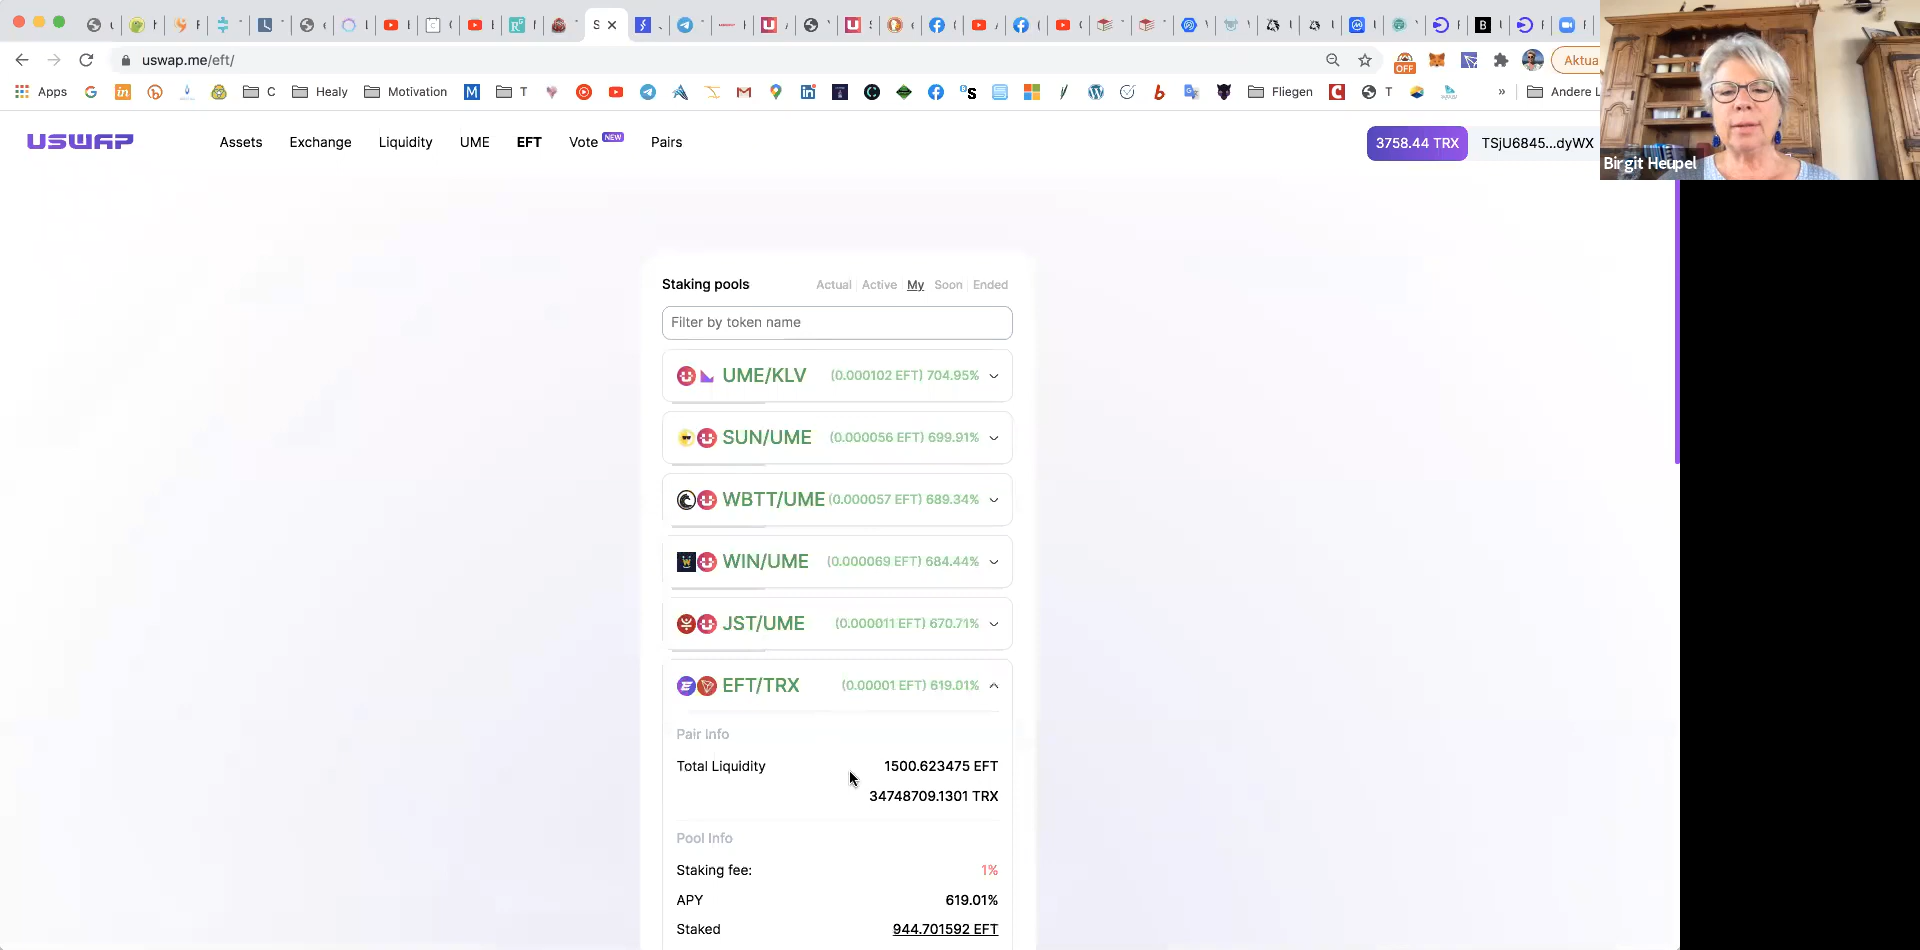 uswap.me/eft/
OFF
Aktua
Apps
C
Healy
Motivation
T
Fliegen
T
»
Andere L
USWAP
Assets
Exchange
Liquidity
UME
EFT
Vote NEW
Pairs
3758.44 TRX
TSjU6845...dyWX
Birgit Heupel
Staking pools
Actual
Active
My
Soon
Ended
Filter by token name
UME/KLV (0.000102 EFT) 704.95%
SUN/UME (0.000056 EFT) 699.91%
WBTT/UME (0.000057 EFT) 689.34%
WIN/UME (0.000069 EFT) 684.44%
JST/UME (0.000011 EFT) 670.71%
EFT/TRX (0.00001 EFT) 619.01%
Pair Info
Total Liquidity 1500.623475 EFT
34748709.1301 TRX
Pool Info
Staking fee: 1%
APY 619.01%
Staked 944.701592 EFT